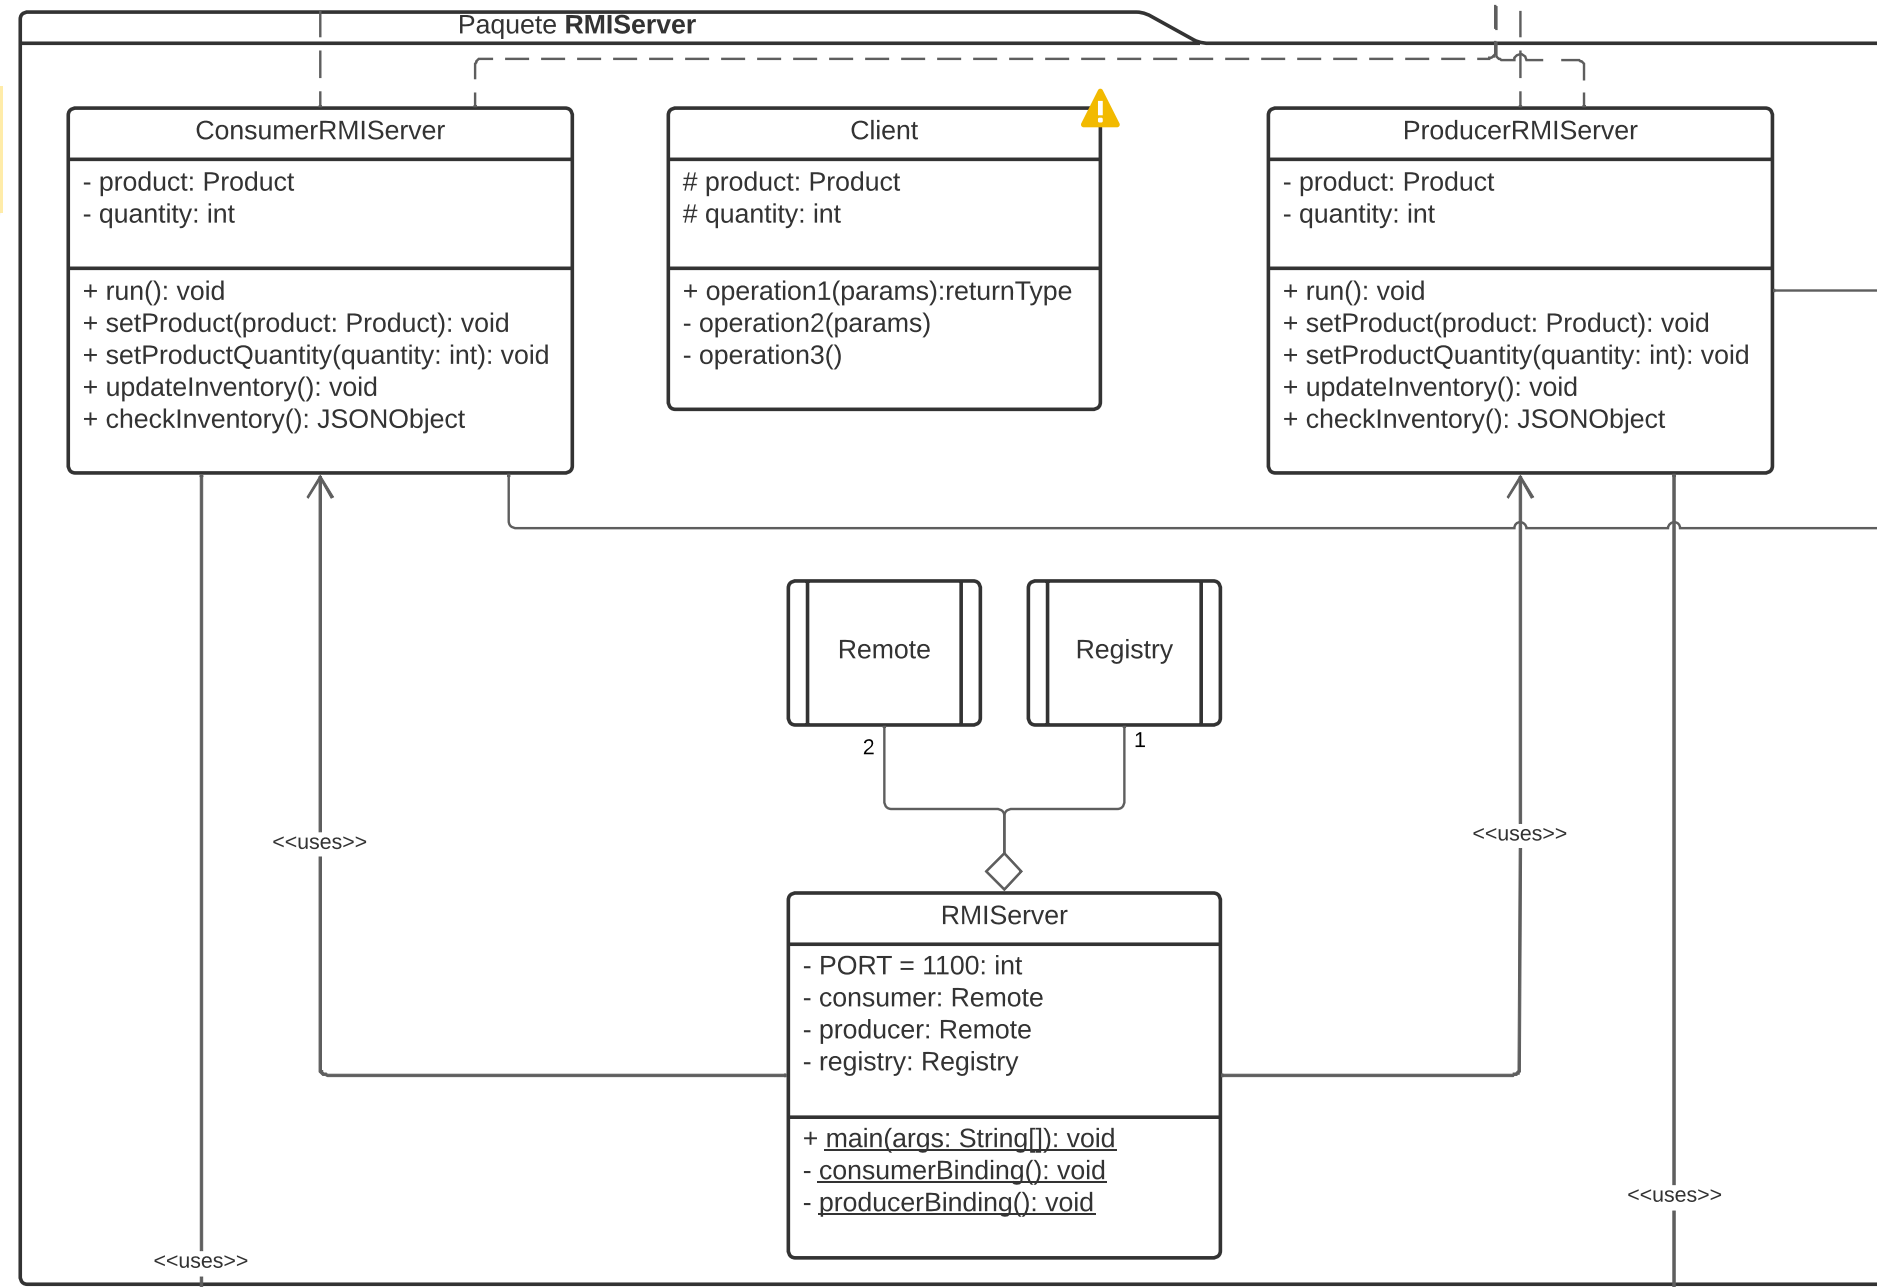 Paquete RMIServer
ConsumerRMIServer
- product: Product
- quantity: int
+ run(): void
+ setProduct(product: Product): void
+ setProductQuantity(quantity: int): void
+ updateInventory(): void
+ checkInventory(): JSONObject
Client
# product: Product
# quantity: int
+ operation1(params):returnType
- operation2(params)
- operation3()
ProducerRMIServer
- product: Product
- quantity: int
+ run(): void
+ setProduct(product: Product): void
+ setProductQuantity(quantity: int): void
+ updateInventory(): void
+ checkInventory(): JSONObject
Remote
Registry
2
1
<<uses>>
<<uses>>
RMIServer
- PORT = 1100: int
- consumer: Remote
- producer: Remote
- registry: Registry
+ main(args: String[]): void
- consumerBinding(): void
- producerBinding(): void
<<uses>>
<<uses>>